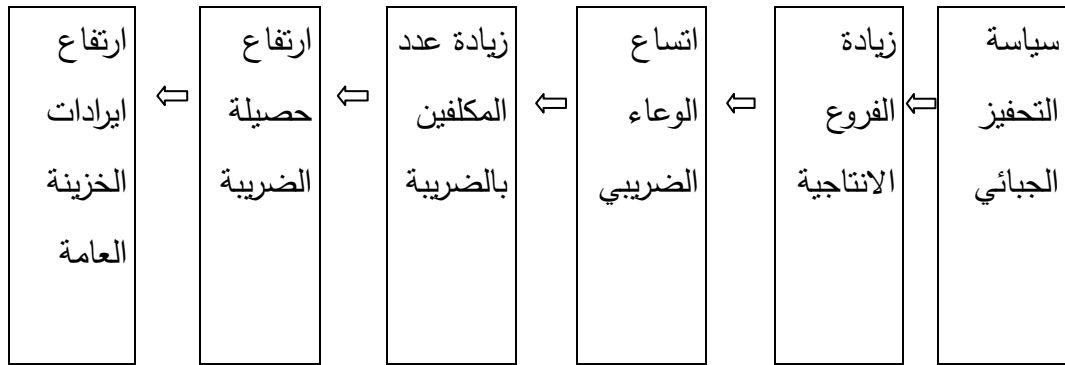 سياسة
التحفيز
الجبائي
زيادة
الفروع
الانتاجية
اتساع
الوعاء
الضريبي
زيادة عدد
المكلفين
بالضريبة
ارتفاع
حصيلة
الضريبة
ارتفاع
ايرادات
الخزينة
العامة